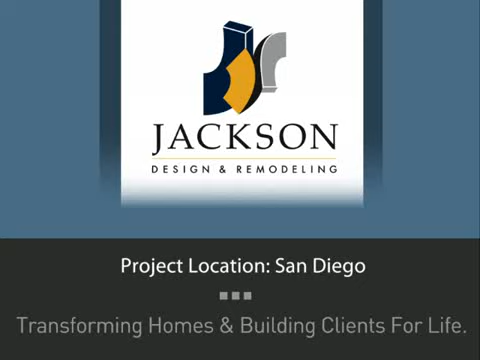 JACKSON
DESIGN & REMODELING
Project Location: San Diego
Transforming Homes & Building Clients For Life.